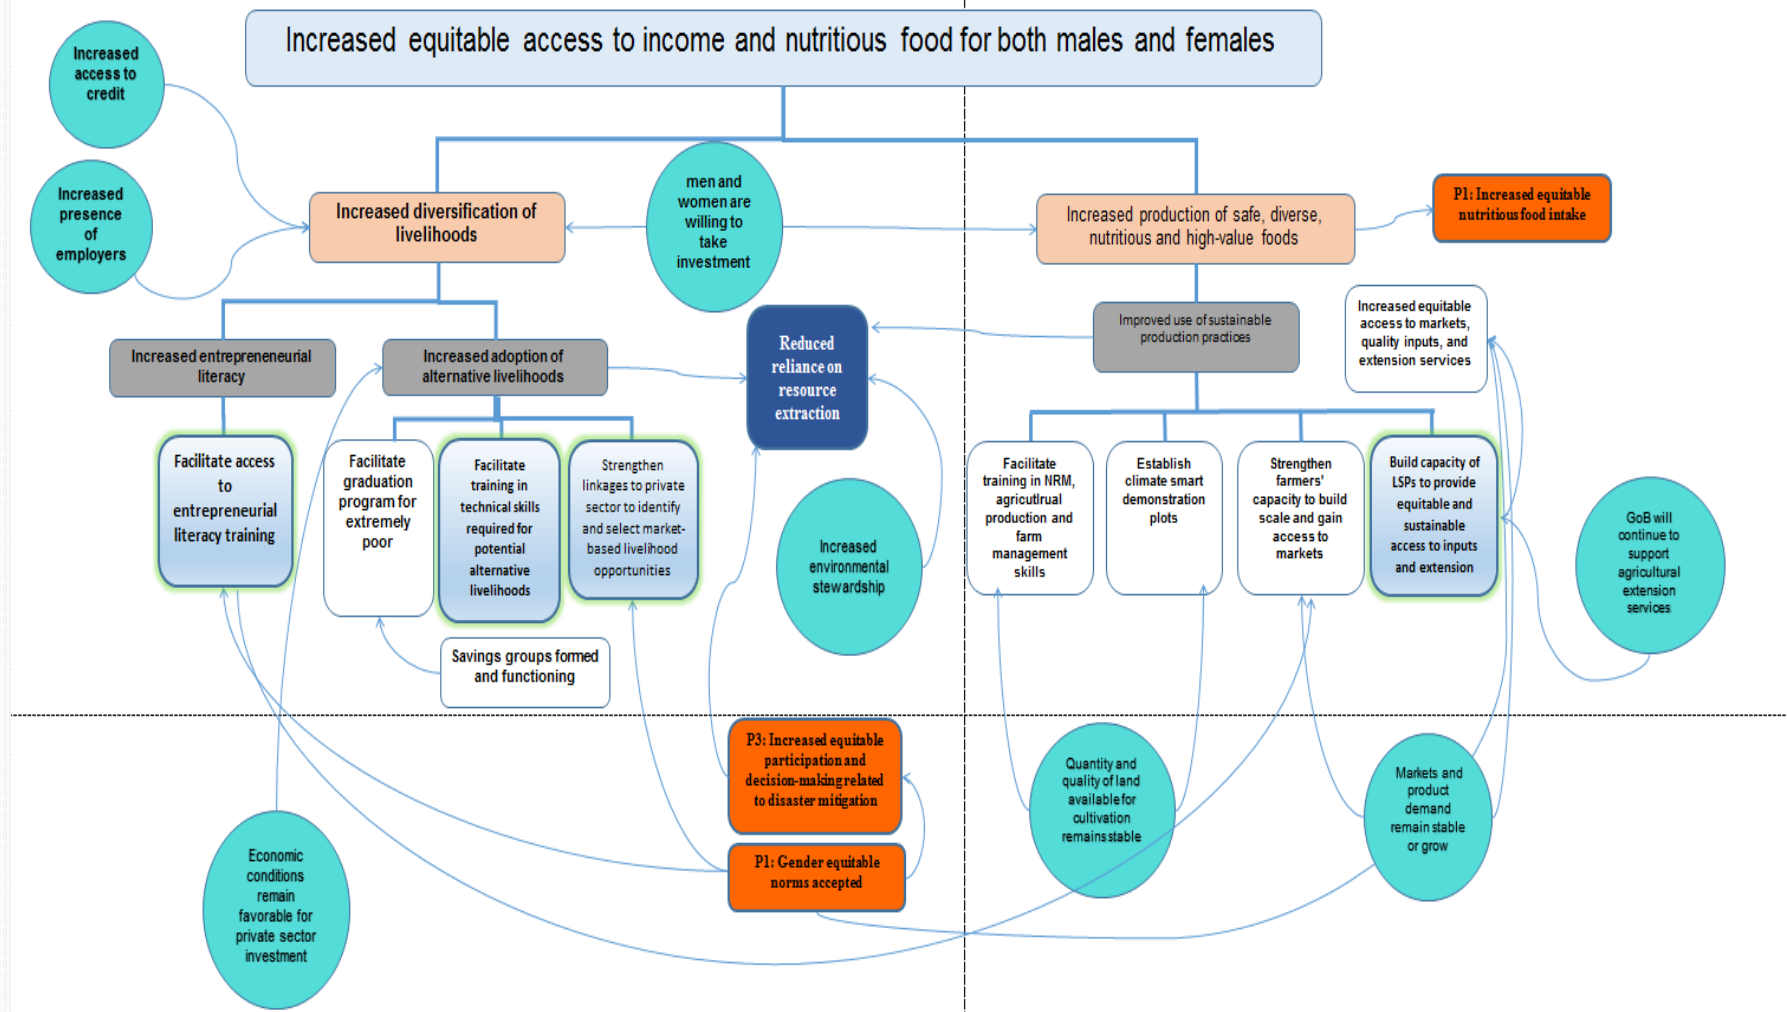 Increased equitable access to income and nutritious food for both males and females
Increased
access to
credit
Increased
presence
of
employers
Increased diversification of
livelihoods
men and
women are
willing to
take
investment
Increased production of safe, diverse,
nutritious and high-value foods
P1: Increased equitable
nutritious food intake
Increased entrepreneneurial
literacy
Increased adoption of
alternative livelihoods
Reduced
reliance on
resource
extraction
Improved use of sustainable
production practices
Increased equitable
access to markets,
quality inputs, and
extension services
Facilitate access
to
entrepreneurial
literacy training
Facilitate
graduation
program for
extremely
poor
Facilitate
training in
technical skills
required for
potential
alternative
livelihoods
Strengthen
linkages to private
sector to identify
and select market-
based livelihood
opportunities
Savings groups formed
and functioning
Increased
environmental
stewardship
Facilitate
training in NRM,
agricutlrual
production and
farm
management
skills
Establish
climate smart
demonstration
plots
Strengthen
farmers'
capacity to build
scale and gain
access to
markets
Build capacity of
LSPs to provide
equitable and
sustainable
access to inputs
and extension
GoB will
continue to
support
agricultural
extension
services
P3: Increased equitable
participation and
decision-making related
to disaster mitigation
P1: Gender equitable
norms accepted
Economic
conditions
remain
favorable for
private sector
investment
Quantity and
quality of land
available for
cultivation
remains stable
Markets and
product
demand
remain stable
or grow